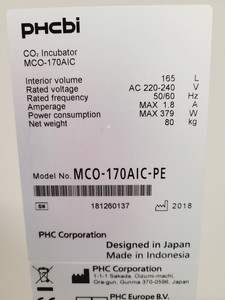 PHCbi
CO₂ Incubator
MCO-170AIC
Interior volume 165 L
Rated voltage AC 220-240 V
Rated frequency 50/60 Hz
Amperage MAX 1.8 A
Power consumption MAX 379 W
Net weight 80 kg
Model No. MCO-170AIC-PE
SN 181260137 2018
PHC Corporation
Designed in Japan
Made in Indonesia
PHC Corporation
1-1-1 Sakada, Oizumi-machi,
Ora-gun, Gunma 370-0596, Japan
PHC Europe B.V.